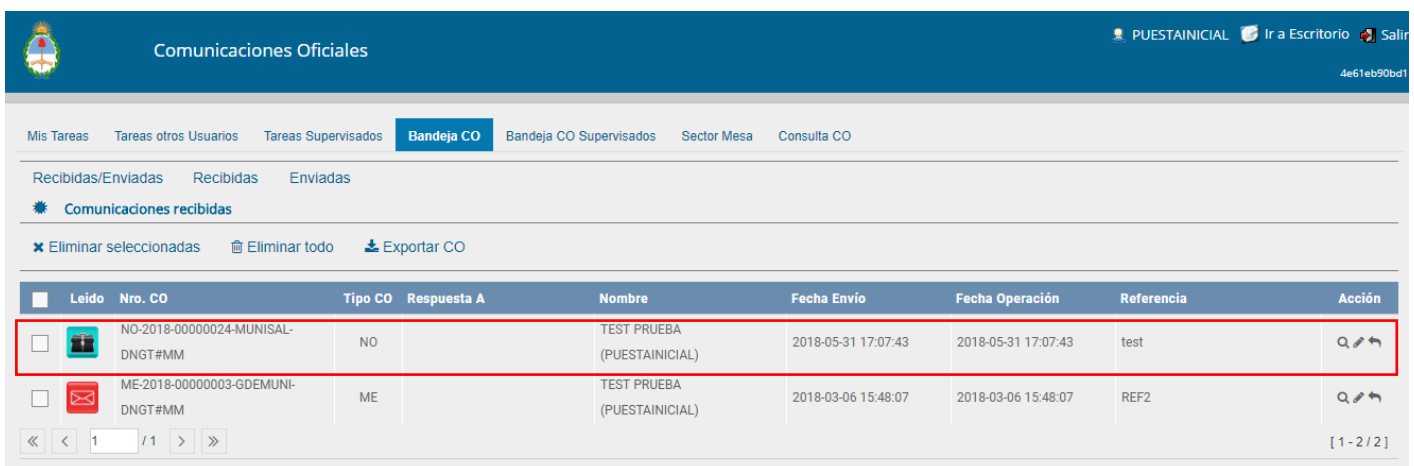 Comunicaciones Oficiales
PUESTAINICIAL Ir a Escritorio Salir
4e61eb90bd1
Mis Tareas Tareas otros Usuarios Tareas Supervisados Bandeja CO Bandeja CO Supervisados Sector Mesa Consulta CO
Recibidas/Enviadas Recibidas Enviadas
Comunicaciones recibidas
Eliminar seleccionadas Eliminar todo Exportar CO
Leido Nro. CO Tipo CO Respuesta A Nombre Fecha Envío Fecha Operación Referencia Acción
NO-2018-00000024-MUNISAL-
DNGT#MM NO TEST PRUEBA
(PUESTAINICIAL) 2018-05-31 17:07:43 2018-05-31 17:07:43 test
ME-2018-00000003-GDEMUNI-
DNGT#MM ME TEST PRUEBA
(PUESTAINICIAL) 2018-03-06 15:48:07 2018-03-06 15:48:07 REF2
1 / 1 [ 1 - 2 / 2 ]